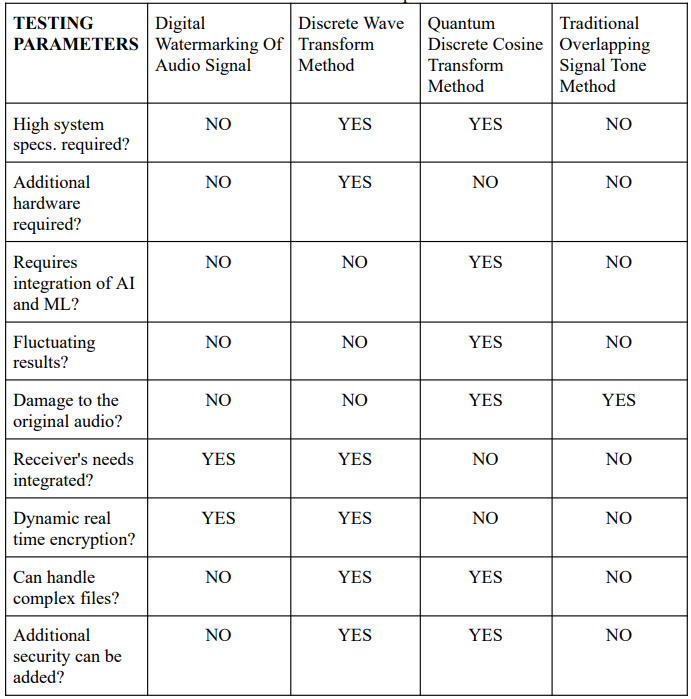 TESTING PARAMETERS | Digital Watermarking Of Audio Signal | Discrete Wave Transform Method | Quantum Discrete Cosine Transform Method | Traditional Overlapping Signal Tone Method
High system specs. required? | NO | YES | YES | NO
Additional hardware required? | NO | YES | NO | NO
Requires integration of AI and ML? | NO | NO | YES | NO
Fluctuating results? | NO | NO | YES | NO
Damage to the original audio? | NO | NO | YES | YES
Receiver's needs integrated? | YES | YES | NO | NO
Dynamic real time encryption? | YES | YES | NO | NO
Can handle complex files? | NO | YES | YES | NO
Additional security can be added? | NO | YES | YES | NO